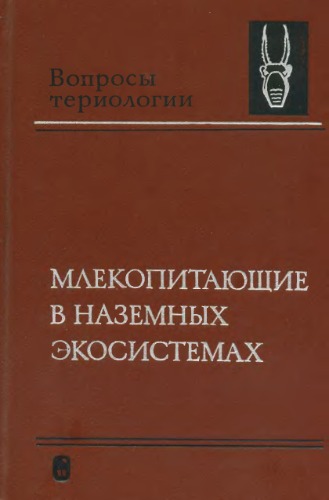 Вопросы
териологии
МЛЕКОПИТАЮЩИЕ
В НАЗЕМНЫХ
ЭКОСИСТЕМАХ